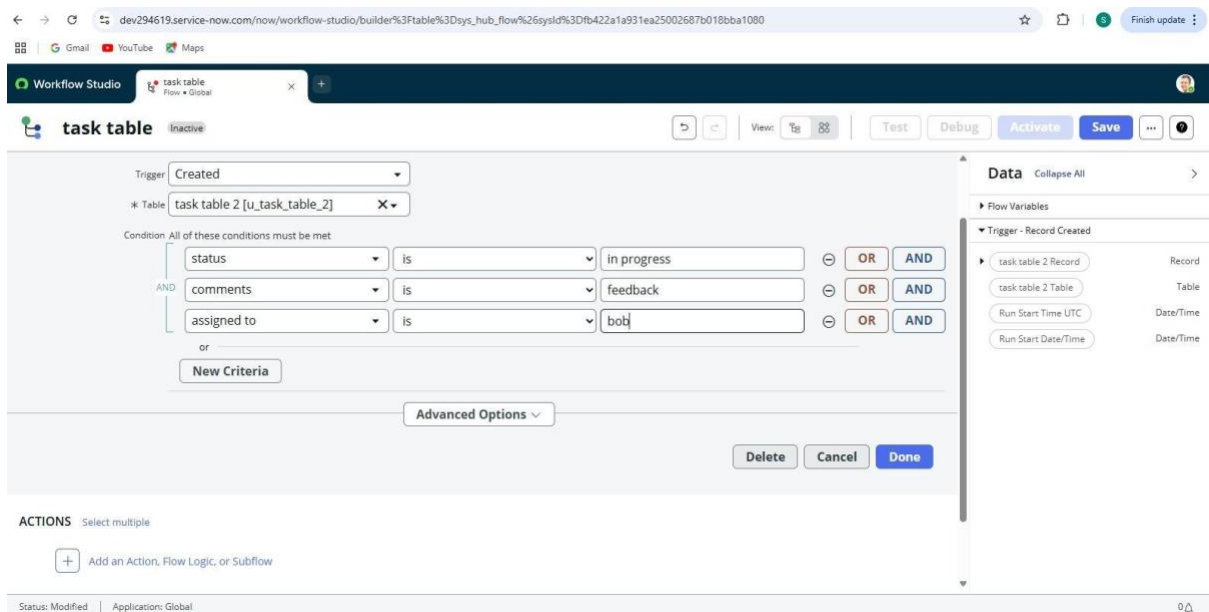 dev294619.service-now.com/now/workflow-studio/builder%3Ftable%3Dsys_hub_flow%26sysId%3Dfb422a1a931ea25002687b018bba1080
S
Finish update
Gmail YouTube Maps
Workflow Studio
task table
Flow • Global
task table Inactive
View:
Test Debug Activate Save ... ?
Trigger Created
* Table task table 2 [u_task_table_2]
Condition All of these conditions must be met
status is in progress OR AND
AND comments is feedback OR AND
assigned to is bob OR AND
or
New Criteria
Advanced Options
Delete Cancel Done
ACTIONS Select multiple
+ Add an Action, Flow Logic, or Subflow
Status: Modified | Application: Global
Data Collapse All
Flow Variables
Trigger - Record Created
task table 2 Record Record
task table 2 Table Table
Run Start Time UTC Date/Time
Run Start Date/Time Date/Time
0